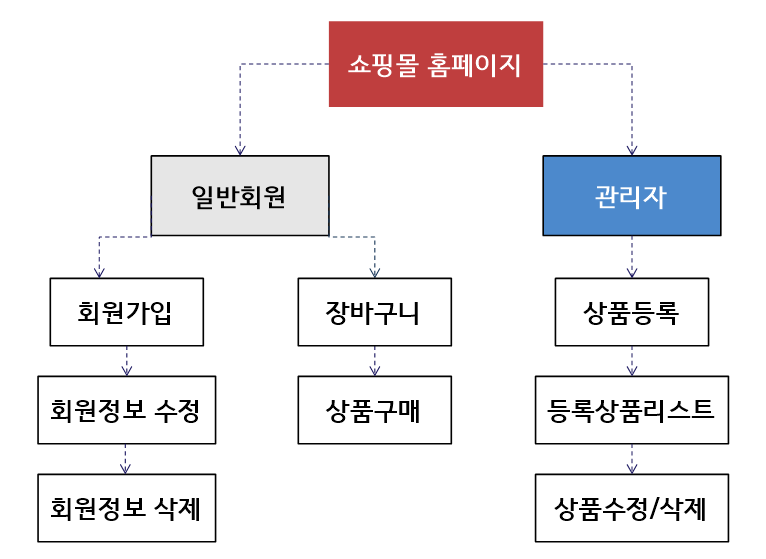 쇼핑몰 홈페이지
일반회원
관리자
회원가입
장바구니
상품등록
회원정보 수정
상품구매
등록상품리스트
회원정보 삭제
상품수정/삭제